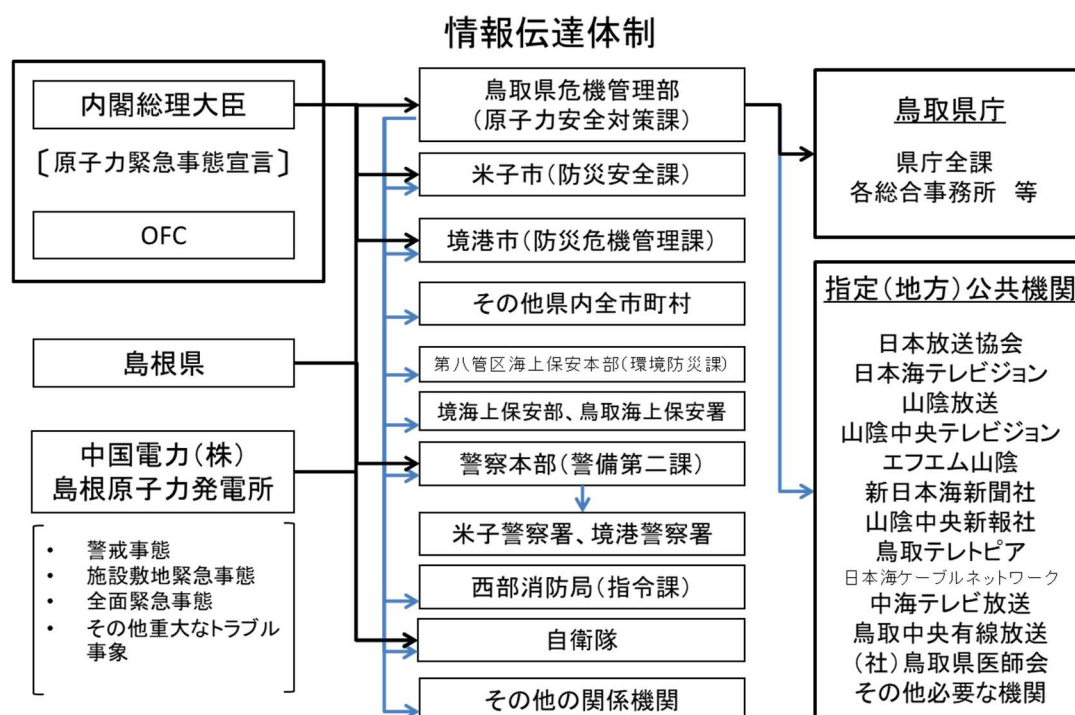 情報伝達体制
内閣総理大臣
〔原子力緊急事態宣言〕
OFC
島根県
中国電力(株)
島根原子力発電所
・ 警戒事態
・ 施設敷地緊急事態
・ 全面緊急事態
・ その他重大なトラブル
事象
鳥取県危機管理部
(原子力安全対策課)
米子市(防災安全課)
境港市(防災危機管理課)
その他県内全市町村
第八管区海上保安本部(環境防災課)
境海上保安部、鳥取海上保安署
警察本部(警備第二課)
米子警察署、境港警察署
西部消防局(指令課)
自衛隊
その他の関係機関
鳥取県庁
県庁全課
各総合事務所 等
指定(地方)公共機関
日本放送協会
日本海テレビジョン
山陰放送
山陰中央テレビジョン
エフエム山陰
新日本海新聞社
山陰中央新報社
鳥取テレトピア
日本海ケーブルネットワーク
中海テレビ放送
鳥取中央有線放送
(社)鳥取県医師会
その他必要な機関